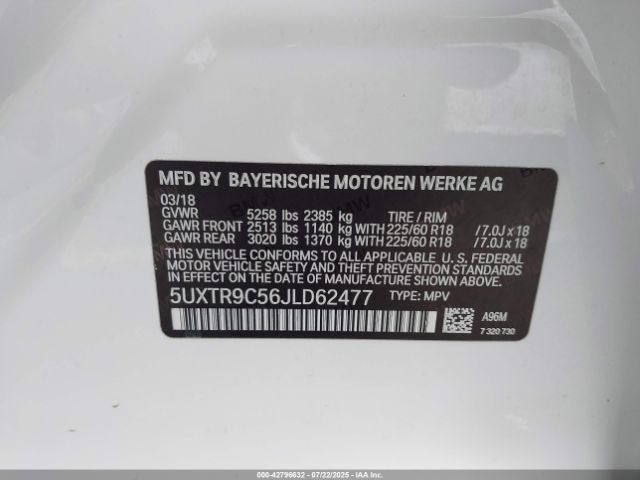 MFD BY BAYERISCHE MOTOREN WERKE AG
03/18
GVWR 5258 lbs 2385 kg TIRE / RIM
GAWR FRONT 2513 lbs 1140 kg WITH 225/60 R18 / 7.0J x 18
GAWR REAR 3020 lbs 1370 kg WITH 225/60 R18 / 7.0J x 18
THIS VEHICLE CONFORMS TO ALL APPLICABLE U. S. FEDERAL
MOTOR VEHICLE SAFETY, BUMPER, AND THEFT PREVENTION STANDARDS
IN EFFECT ON THE DATE OF MANUFACTURE SHOWN ABOVE.
5UXTR9C56JLD62477 TYPE: MPV
A96M
7 320 730
000-42796632 - 07/22/2025 - IAAI.COM